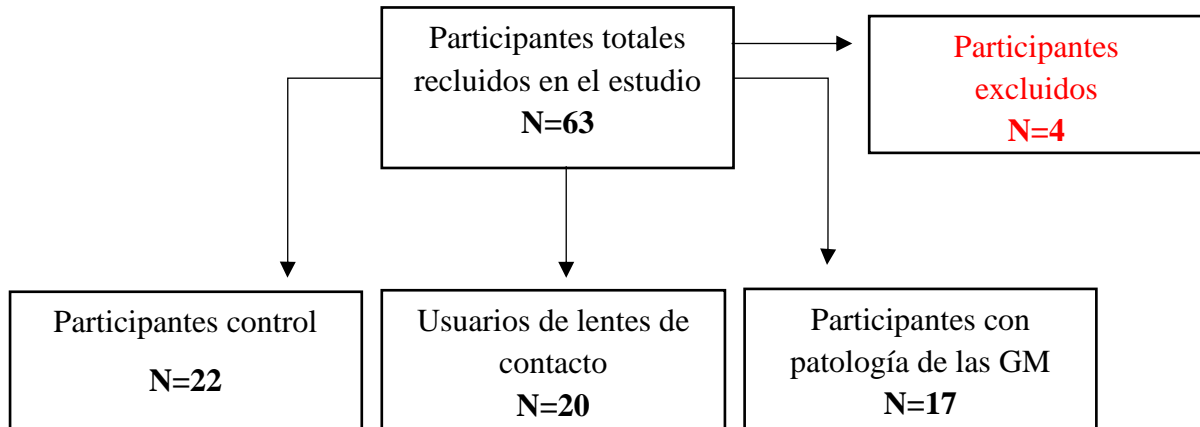 Participantes totales
recluidos en el estudio
N=63
Participantes
excluidos
N=4
Participantes control
N=22
Usuarios de lentes de
contacto
N=20
Participantes con
patología de las GM
N=17